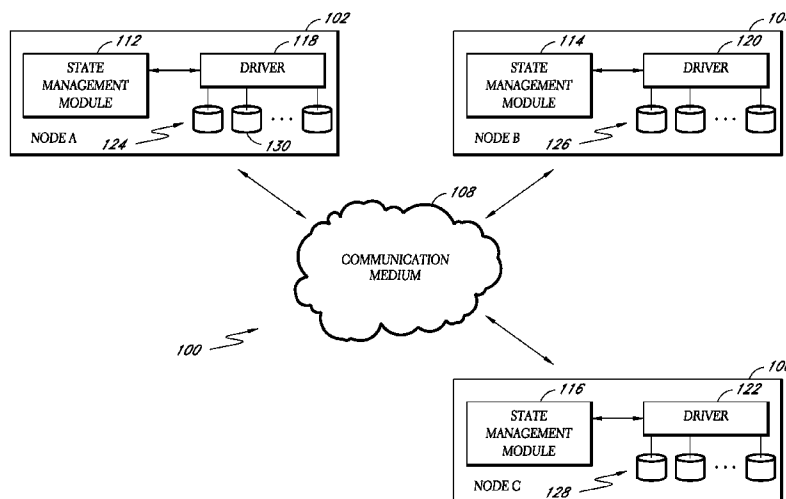 102
112
118
STATE
MANAGEMENT
MODULE
DRIVER
...
NODE A
124
130
114
120
STATE
MANAGEMENT
MODULE
DRIVER
...
NODE B
126
108
COMMUNICATION
MEDIUM
100
116
122
STATE
MANAGEMENT
MODULE
DRIVER
...
NODE C
128